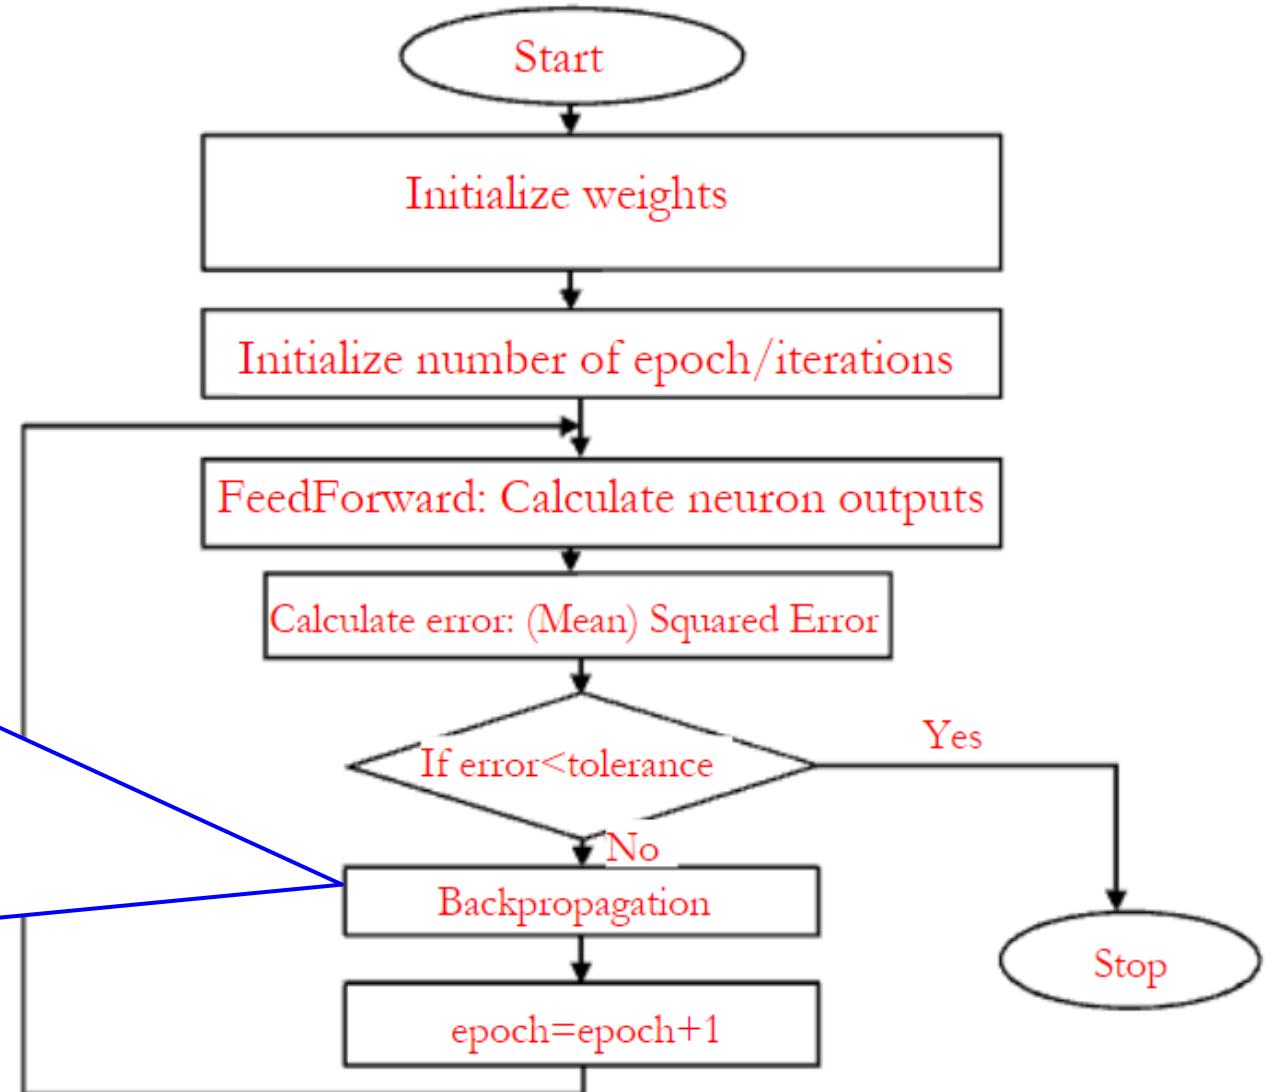 Start
Initialize weights
Initialize number of epoch/iterations
FeedForward: Calculate neuron outputs
Calculate error: (Mean) Squared Error
If error<tolerance
Yes
No
Backpropagation
Stop
epoch=epoch+1